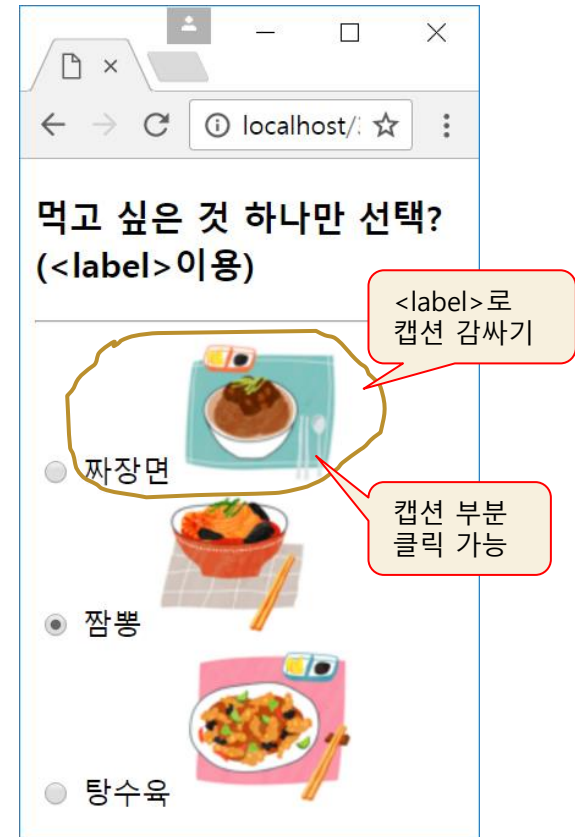 localhost/
먹고 싶은 것 하나만 선택?
(<label>이용)
<label>로
캡션 감싸기
짜장면
캡션 부분
클릭 가능
짬뽕
탕수육